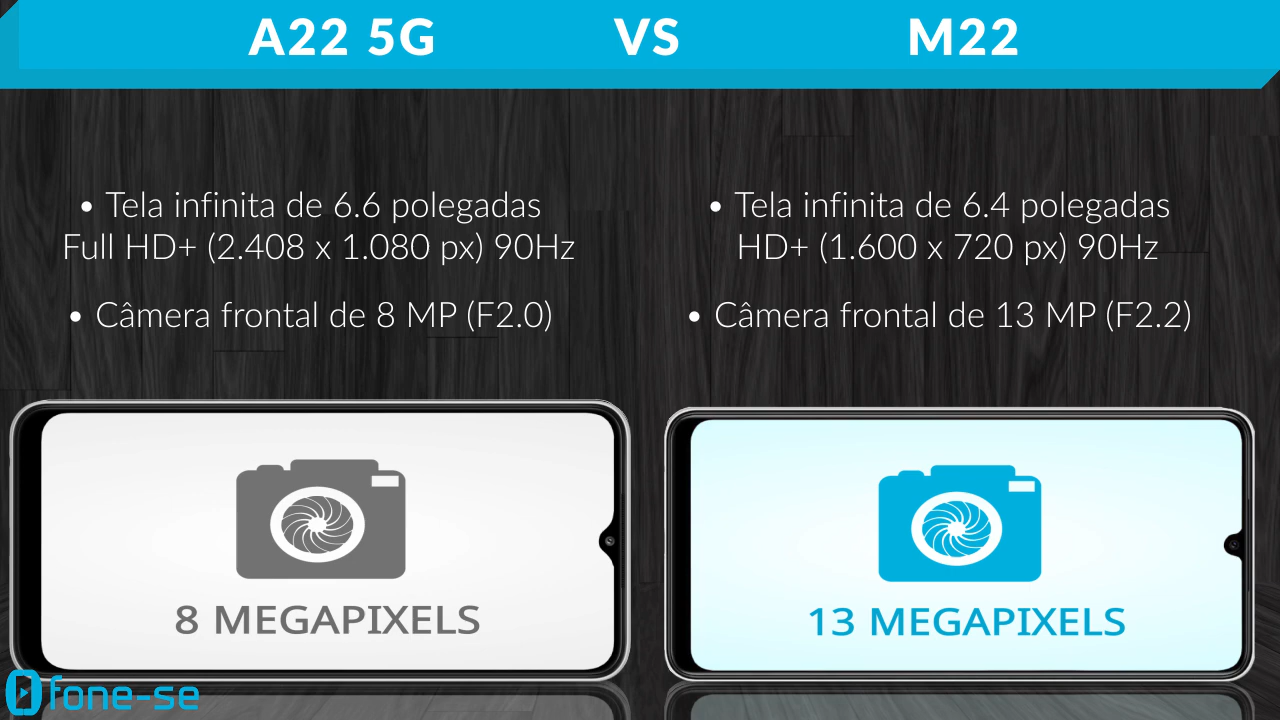 A22 5G VS M22
• Tela infinita de 6.6 polegadas
Full HD+ (2.408 x 1.080 px) 90Hz
• Câmera frontal de 8 MP (F2.0)
• Tela infinita de 6.4 polegadas
HD+ (1.600 x 720 px) 90Hz
• Câmera frontal de 13 MP (F2.2)
8 MEGAPIXELS
13 MEGAPIXELS
fone-se